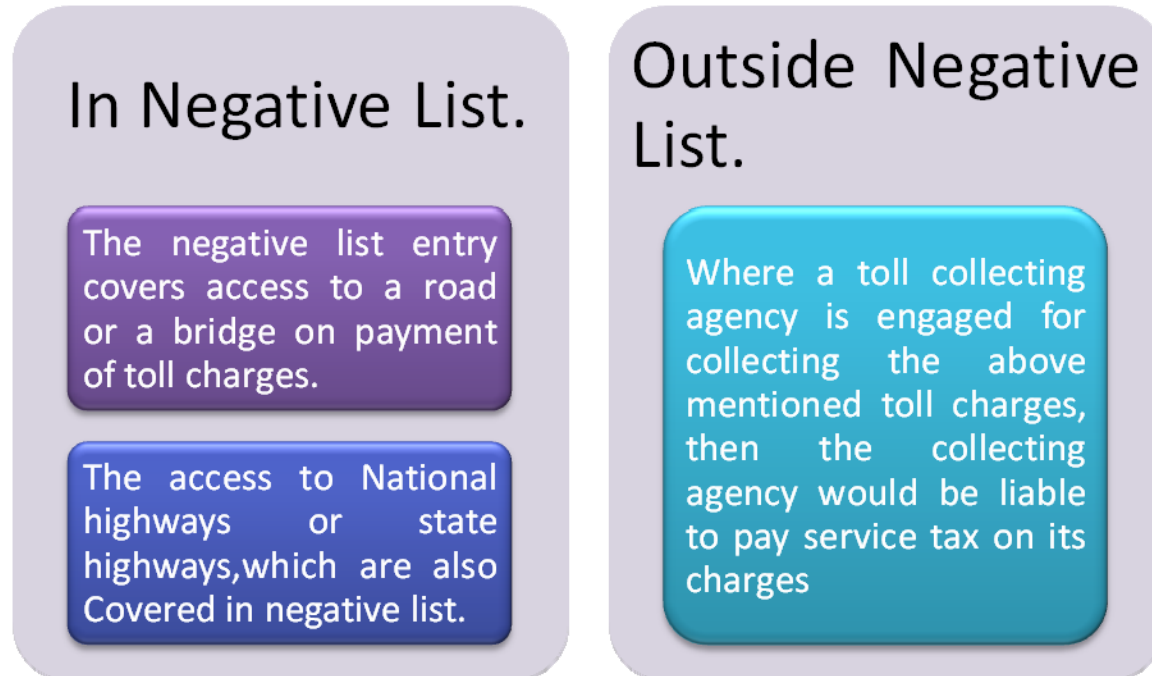 In Negative List.
The negative list entry
covers access to a road
or a bridge on payment
of toll charges.
The access to National
highways or state
highways,which are also
Covered in negative list.
Outside Negative
List.
Where a toll collecting
agency is engaged for
collecting the above
mentioned toll charges,
then the collecting
agency would be liable
to pay service tax on its
charges